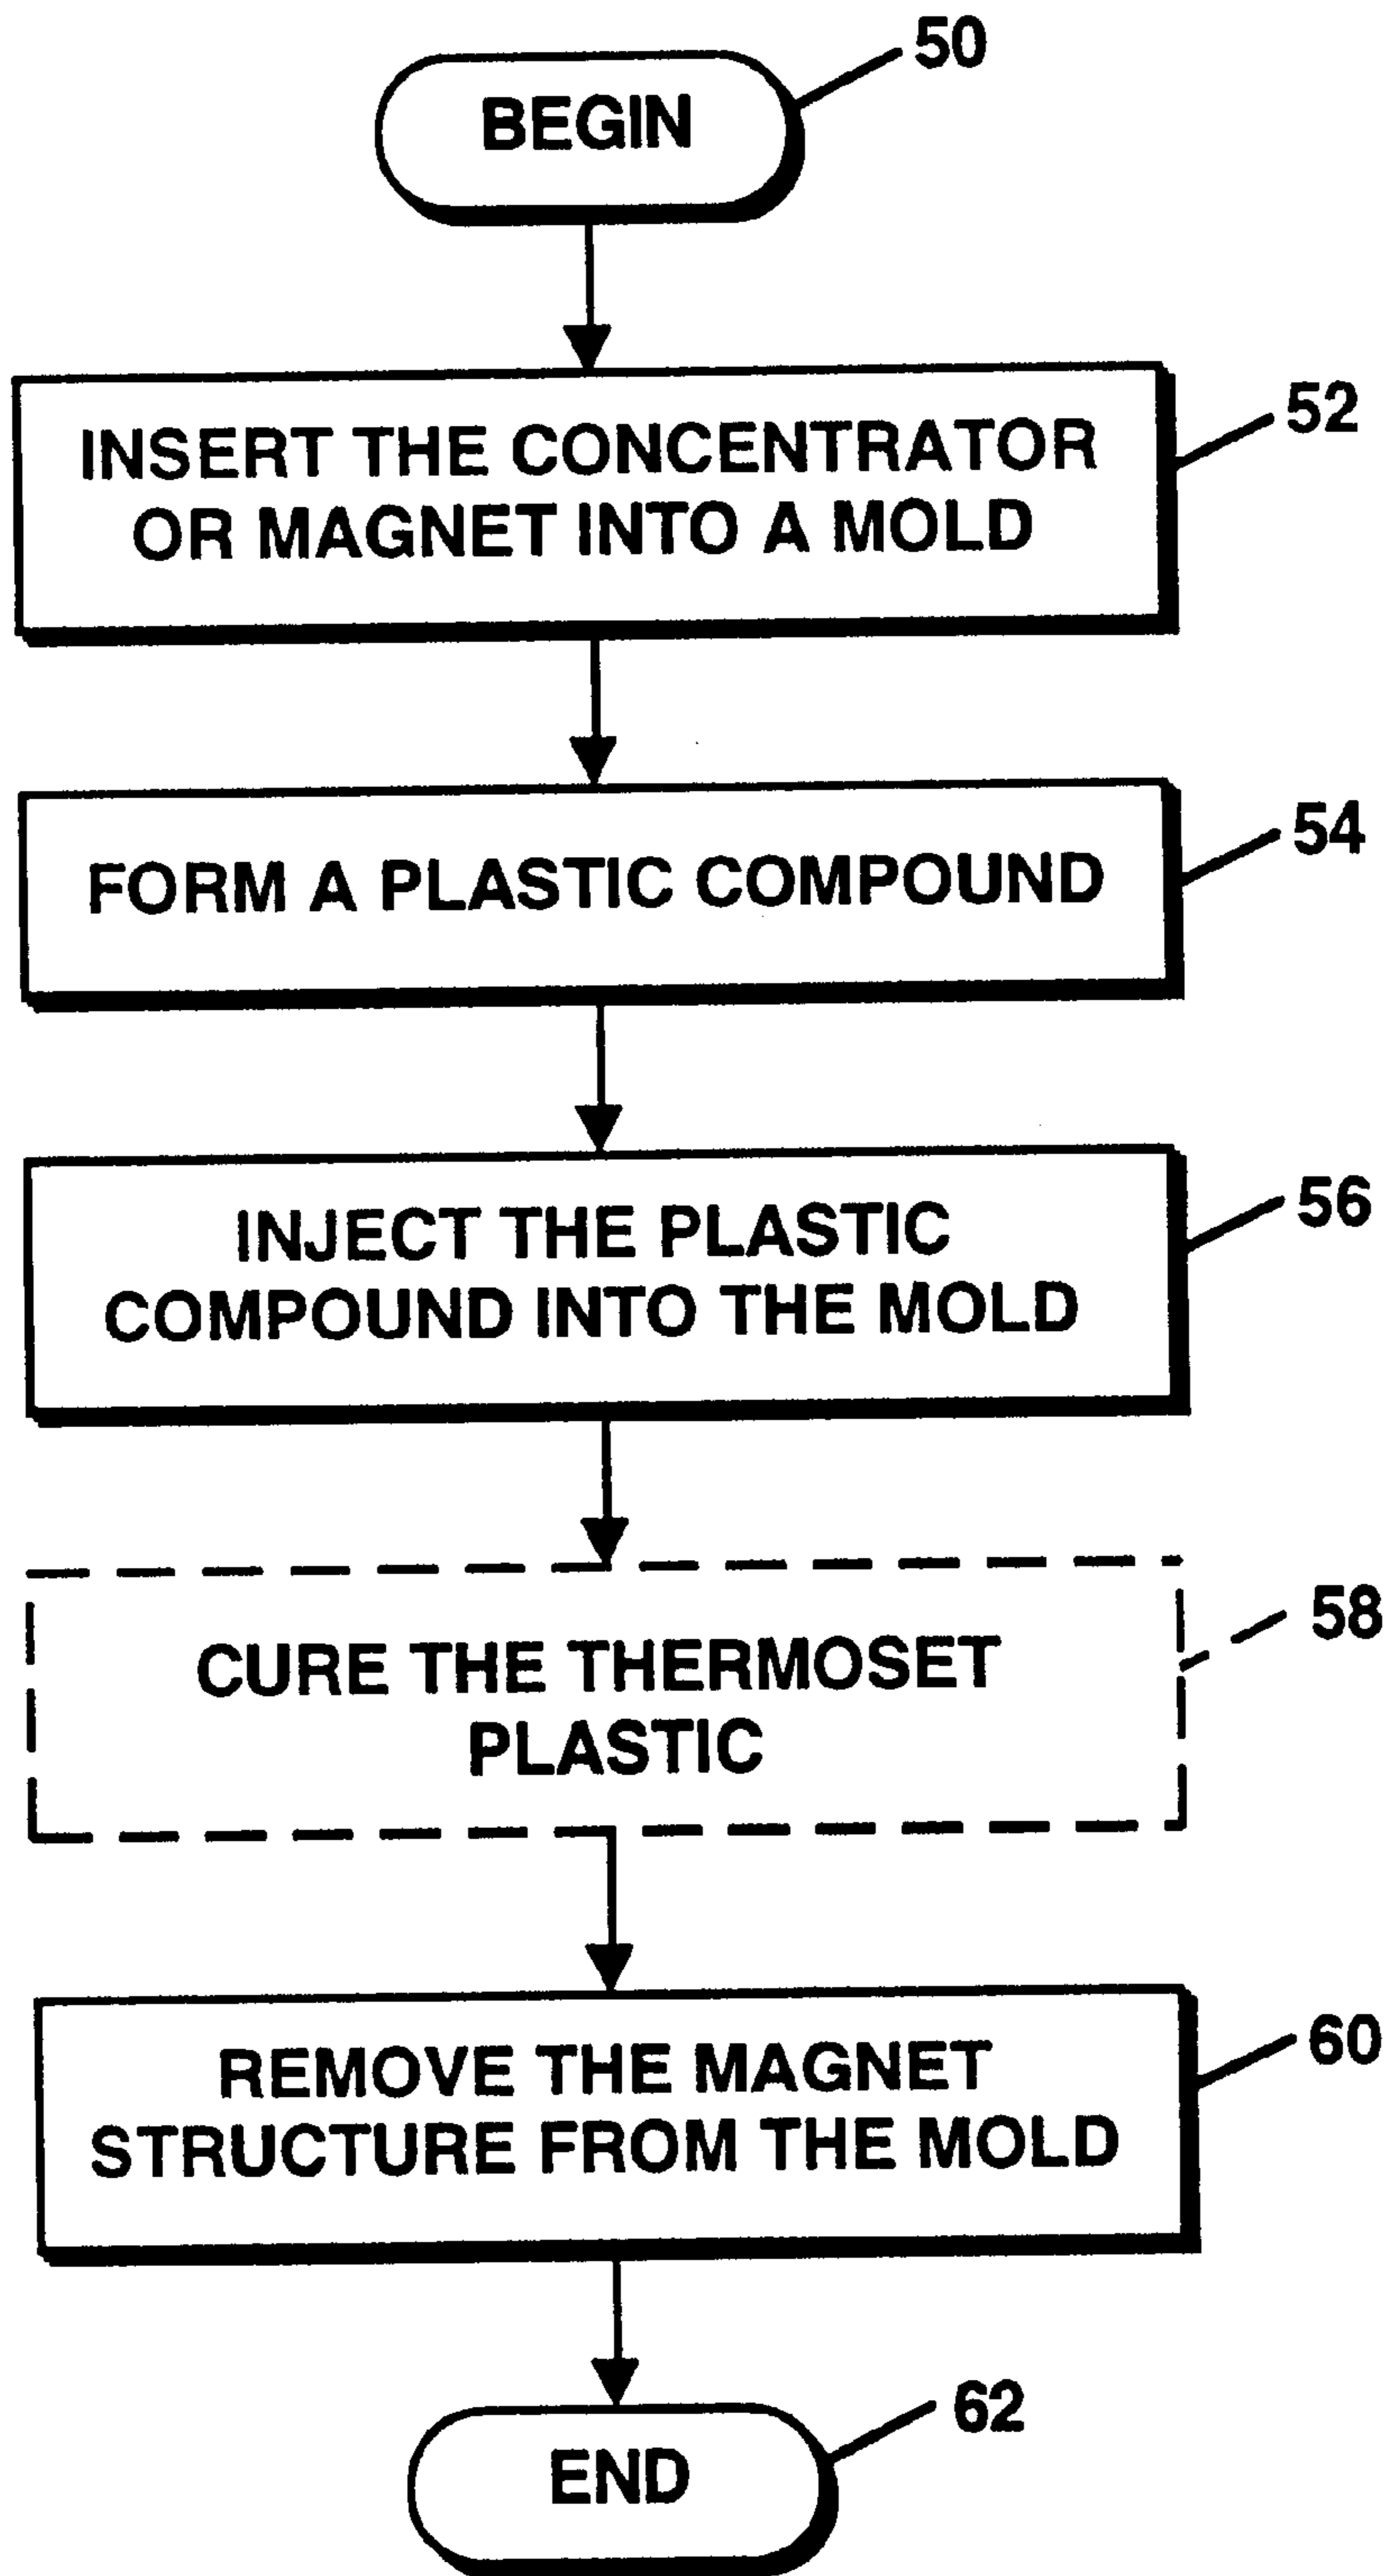 50
BEGIN
52
INSERT THE CONCENTRATOR
OR MAGNET INTO A MOLD
54
FORM A PLASTIC COMPOUND
56
INJECT THE PLASTIC
COMPOUND INTO THE MOLD
58
CURE THE THERMOSET
PLASTIC
60
REMOVE THE MAGNET
STRUCTURE FROM THE MOLD
62
END